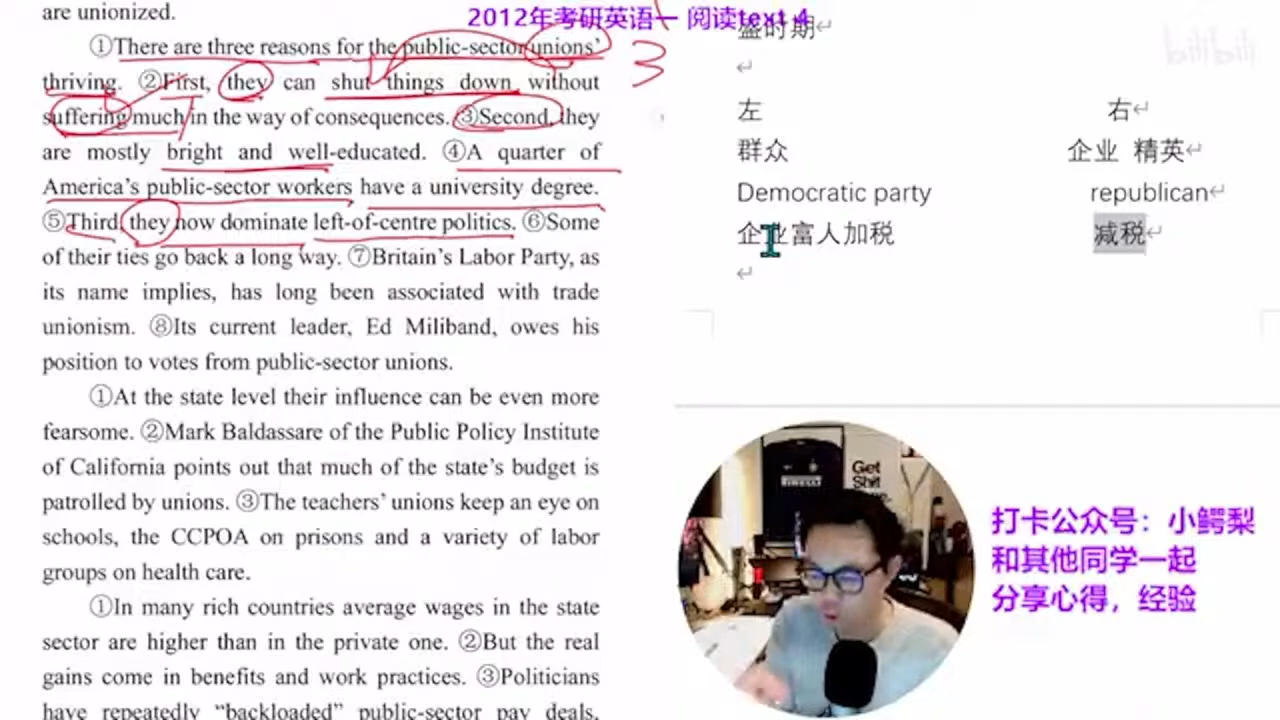 2012年考研英语一 阅读text 4
are unionized.
①There are three reasons for the public-sector unions'
thriving. ②First, they can shut things down without
suffering much in the way of consequences. ③Second, they
are mostly bright and well-educated. ④A quarter of
America's public-sector workers have a university degree.
⑤Third, they now dominate left-of-centre politics. ⑥Some
of their ties go back a long way. ⑦Britain's Labor Party, as
its name implies, has long been associated with trade
unionism. ⑧Its current leader, Ed Miliband, owes his
position to votes from public-sector unions.
①At the state level their influence can be even more
fearsome. ②Mark Baldassare of the Public Policy Institute
of California points out that much of the state's budget is
patrolled by unions. ③The teachers' unions keep an eye on
schools, the CCPOA on prisons and a variety of labor
groups on health care.
①In many rich countries average wages in the state
sector are higher than in the private one. ②But the real
gains come in benefits and work practices. ③Politicians
have repeatedly “backloaded” public-sector pay deals,
3
盛时期
左 右
群众 企业 精英
Democratic party republican
企业富人加税 减税
bilibili
Get
Shit
PIRELLI
打卡公众号：小鳄梨
和其他同学一起
分享心得，经验